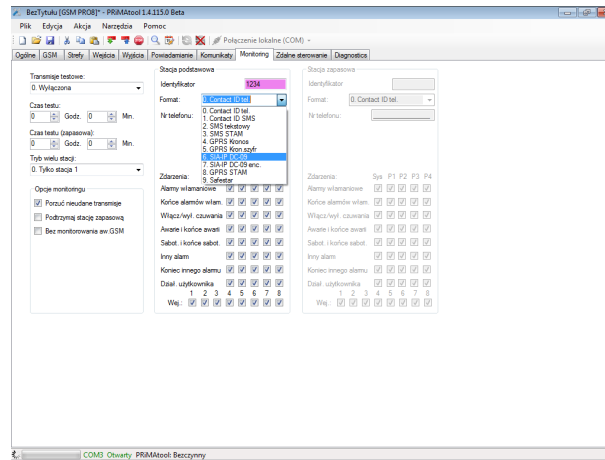 BezTytułu [GSM PRO8]* - PRiMAtool 1.4.115.0 Beta
Plik Edycja Akcja Narzędzia Pomoc
Połączenie lokalne (COM)
Ogólne GSM Strefy Wejścia Wyjścia Powiadamianie Komunikaty Monitoring Zdalne sterowanie Diagnostics
Transmisje testowe:
0. Wyłączona
Czas testu:
0 Godz. 0 Min.
Czas testu (zapasowa):
0 Godz. 0 Min.
Tryb wielu stacji:
0. Tylko stacja 1
Opcje monitoringu
Porzuć nieudane transmisje
Podtrzymaj stację zapasową
Bez monitorowania aw.GSM
Stacja podstawowa
Identyfikator 1234
Format: 0. Contact ID tel.
Nr telefonu:
0. Contact ID tel.
1. Contact ID SMS
2. SMS tekstowy
3. SMS STAM
4. GPRS Kronos
5. GPRS Kron.szyfr
6. SIA-IP DC-09
7. SIA-IP DC-09 enc.
8. GPRS STAM
9. Safestar
Zdarzenia:
Alarmy włamaniowe
Końce alarmów włam.
Włącz/wył. czuwania
Awarie i końce awarii
Sabot. i końce sabot.
Inny alarm
Koniec innego alarmu
Dział. użytkownika
1 2 3 4 5 6 7 8
Wej.:
Stacja zapasowa
Identyfikator
Format: 0. Contact ID tel.
Nr telefonu:
Zdarzenia: Sys P1 P2 P3 P4
Alarmy włamaniowe
Końce alarmów włam.
Włącz/wył. czuwania
Awarie i końce awarii
Sabot. i końce sabot.
Inny alarm
Koniec innego alarmu
Dział. użytkownika
1 2 3 4 5 6 7 8
Wej.:
COM3 Otwarty PRiMAtool: Bezczynny